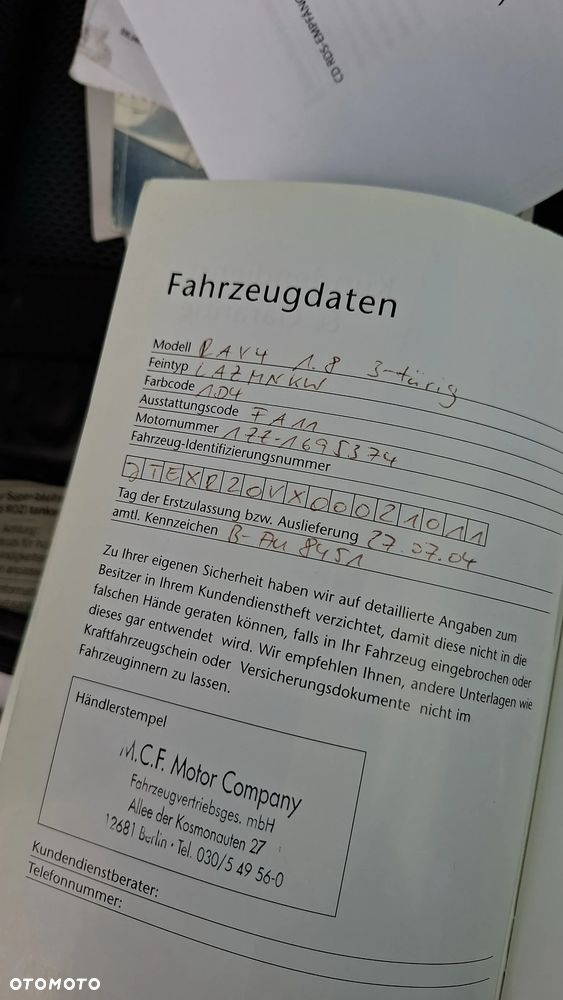 CD RDS EMPFÄN
Fahrzeugdaten
Modell RAV4 1.8 3-türig
Feintyp LAZMNKW
Farbcode 1D4
Ausstattungscode FA11
Motornummer 1ZZ-1695374
Fahrzeug-Identifizierungsnummer
JTEXR20VX00021011
Tag der Erstzulassung bzw. Auslieferung 27.07.04
amtl. Kennzeichen B-AU 8451
Zu Ihrer eigenen Sicherheit haben wir auf detaillierte Angaben zum
Besitzer in Ihrem Kundendienstheft verzichtet, damit diese nicht in die
falschen Hände geraten können, falls in Ihr Fahrzeug eingebrochen oder
dieses gar entwendet wird. Wir empfehlen Ihnen, andere Unterlagen wie
Kraftfahrzeugschein oder Versicherungsdokumente nicht im
Fahrzeuginnern zu lassen.
Händlerstempel
M.C.F. Motor Company
Fahrzeugvertriebsges. mbH
Allee der Kosmonauten 27
12681 Berlin · Tel. 030/5 49 56-0
Kundendienstberater:
Telefonnummer:
OTOMOTO